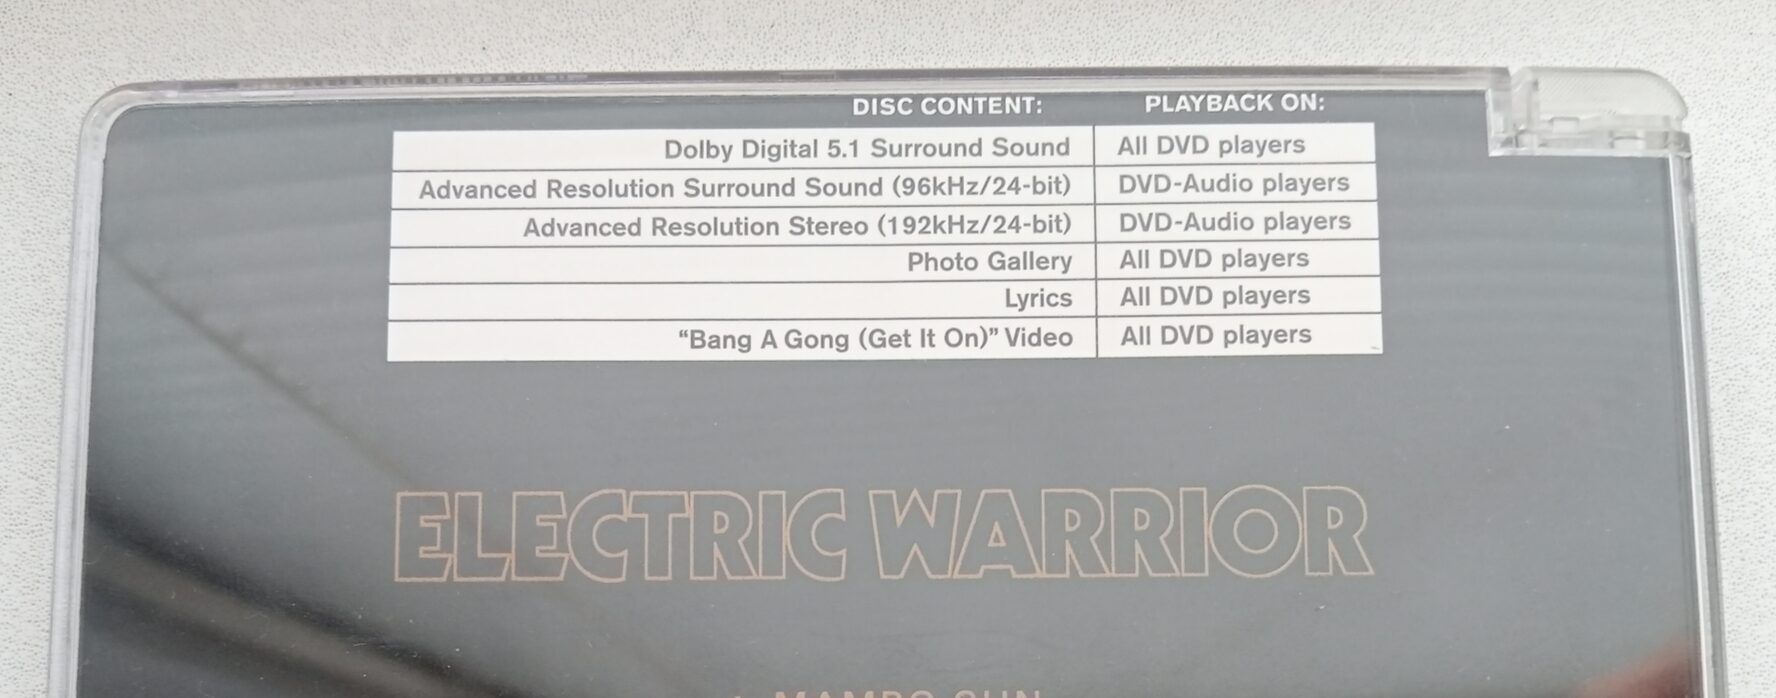 DISC CONTENT: PLAYBACK ON:
Dolby Digital 5.1 Surround Sound All DVD players
Advanced Resolution Surround Sound (96kHz/24-bit) DVD-Audio players
Advanced Resolution Stereo (192kHz/24-bit) DVD-Audio players
Photo Gallery All DVD players
Lyrics All DVD players
“Bang A Gong (Get It On)” Video All DVD players
ELECTRIC WARRIOR
MAMBO SUN